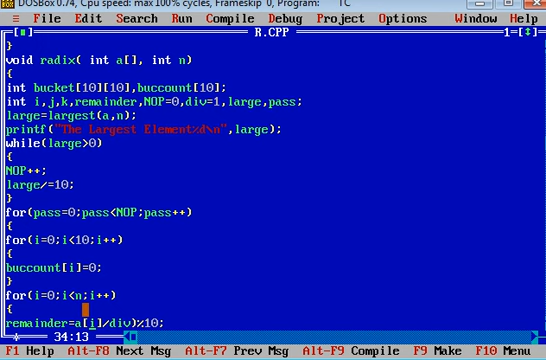 DOSBox 0.74, Cpu speed: max 100% cycles, Frameskip 0, Program: TC
≡ File Edit Search Run Compile Debug Project Options Window Help
[■] R.CPP 1=[↕]
}
void radix( int a[], int n)
{
int bucket[10][10],buccount[10];
int i,j,k,remainder,NOP=0,div=1,large,pass;
large=largest(a,n);
printf("The Largest Element%d\n",large);
while(large>0)
{
NOP++;
large/=10;
}
for(pass=0;pass<NOP;pass++)
{
for(i=0;i<10;i++)
{
buccount[i]=0;
}
for(i=0;i<n;i++)
{
remainder=a[i]/div)%10;
34:13
F1 Help Alt-F8 Next Msg Alt-F7 Prev Msg Alt-F9 Compile F9 Make F10 Menu